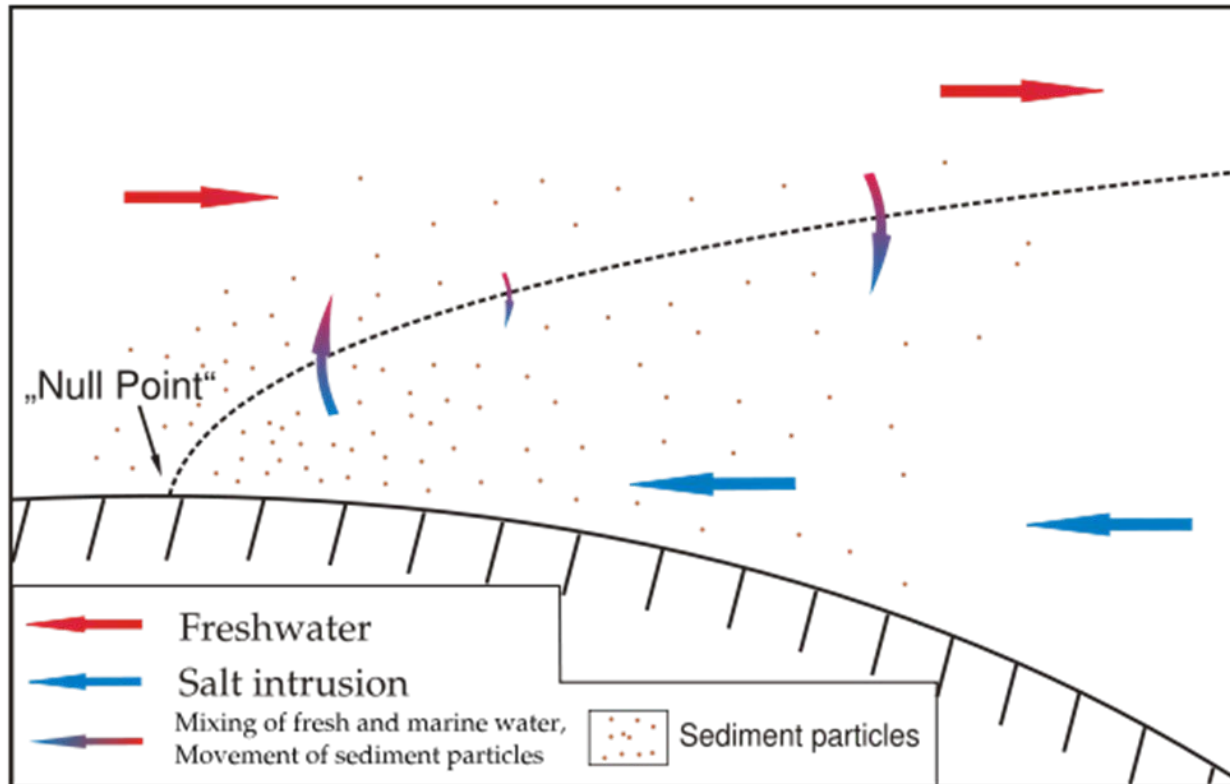 „Null Point“
Freshwater
Salt intrusion
Mixing of fresh and marine water,
Movement of sediment particles
Sediment particles